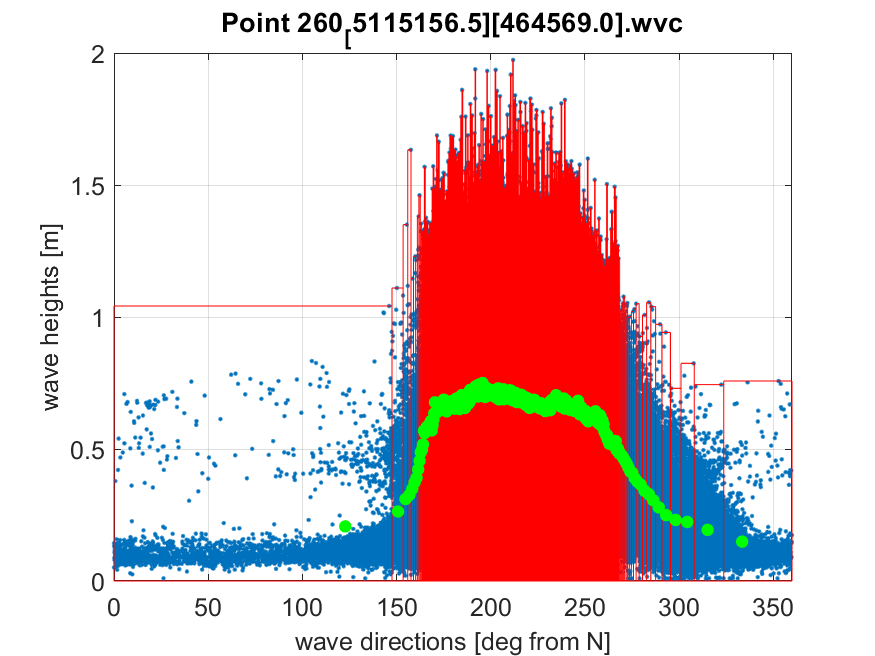 Point 260[5115156.5][464569.0].wvc
2
1.5
1
0.5
0
wave heights [m]
0 50 100 150 200 250 300 350
wave directions [deg from N]